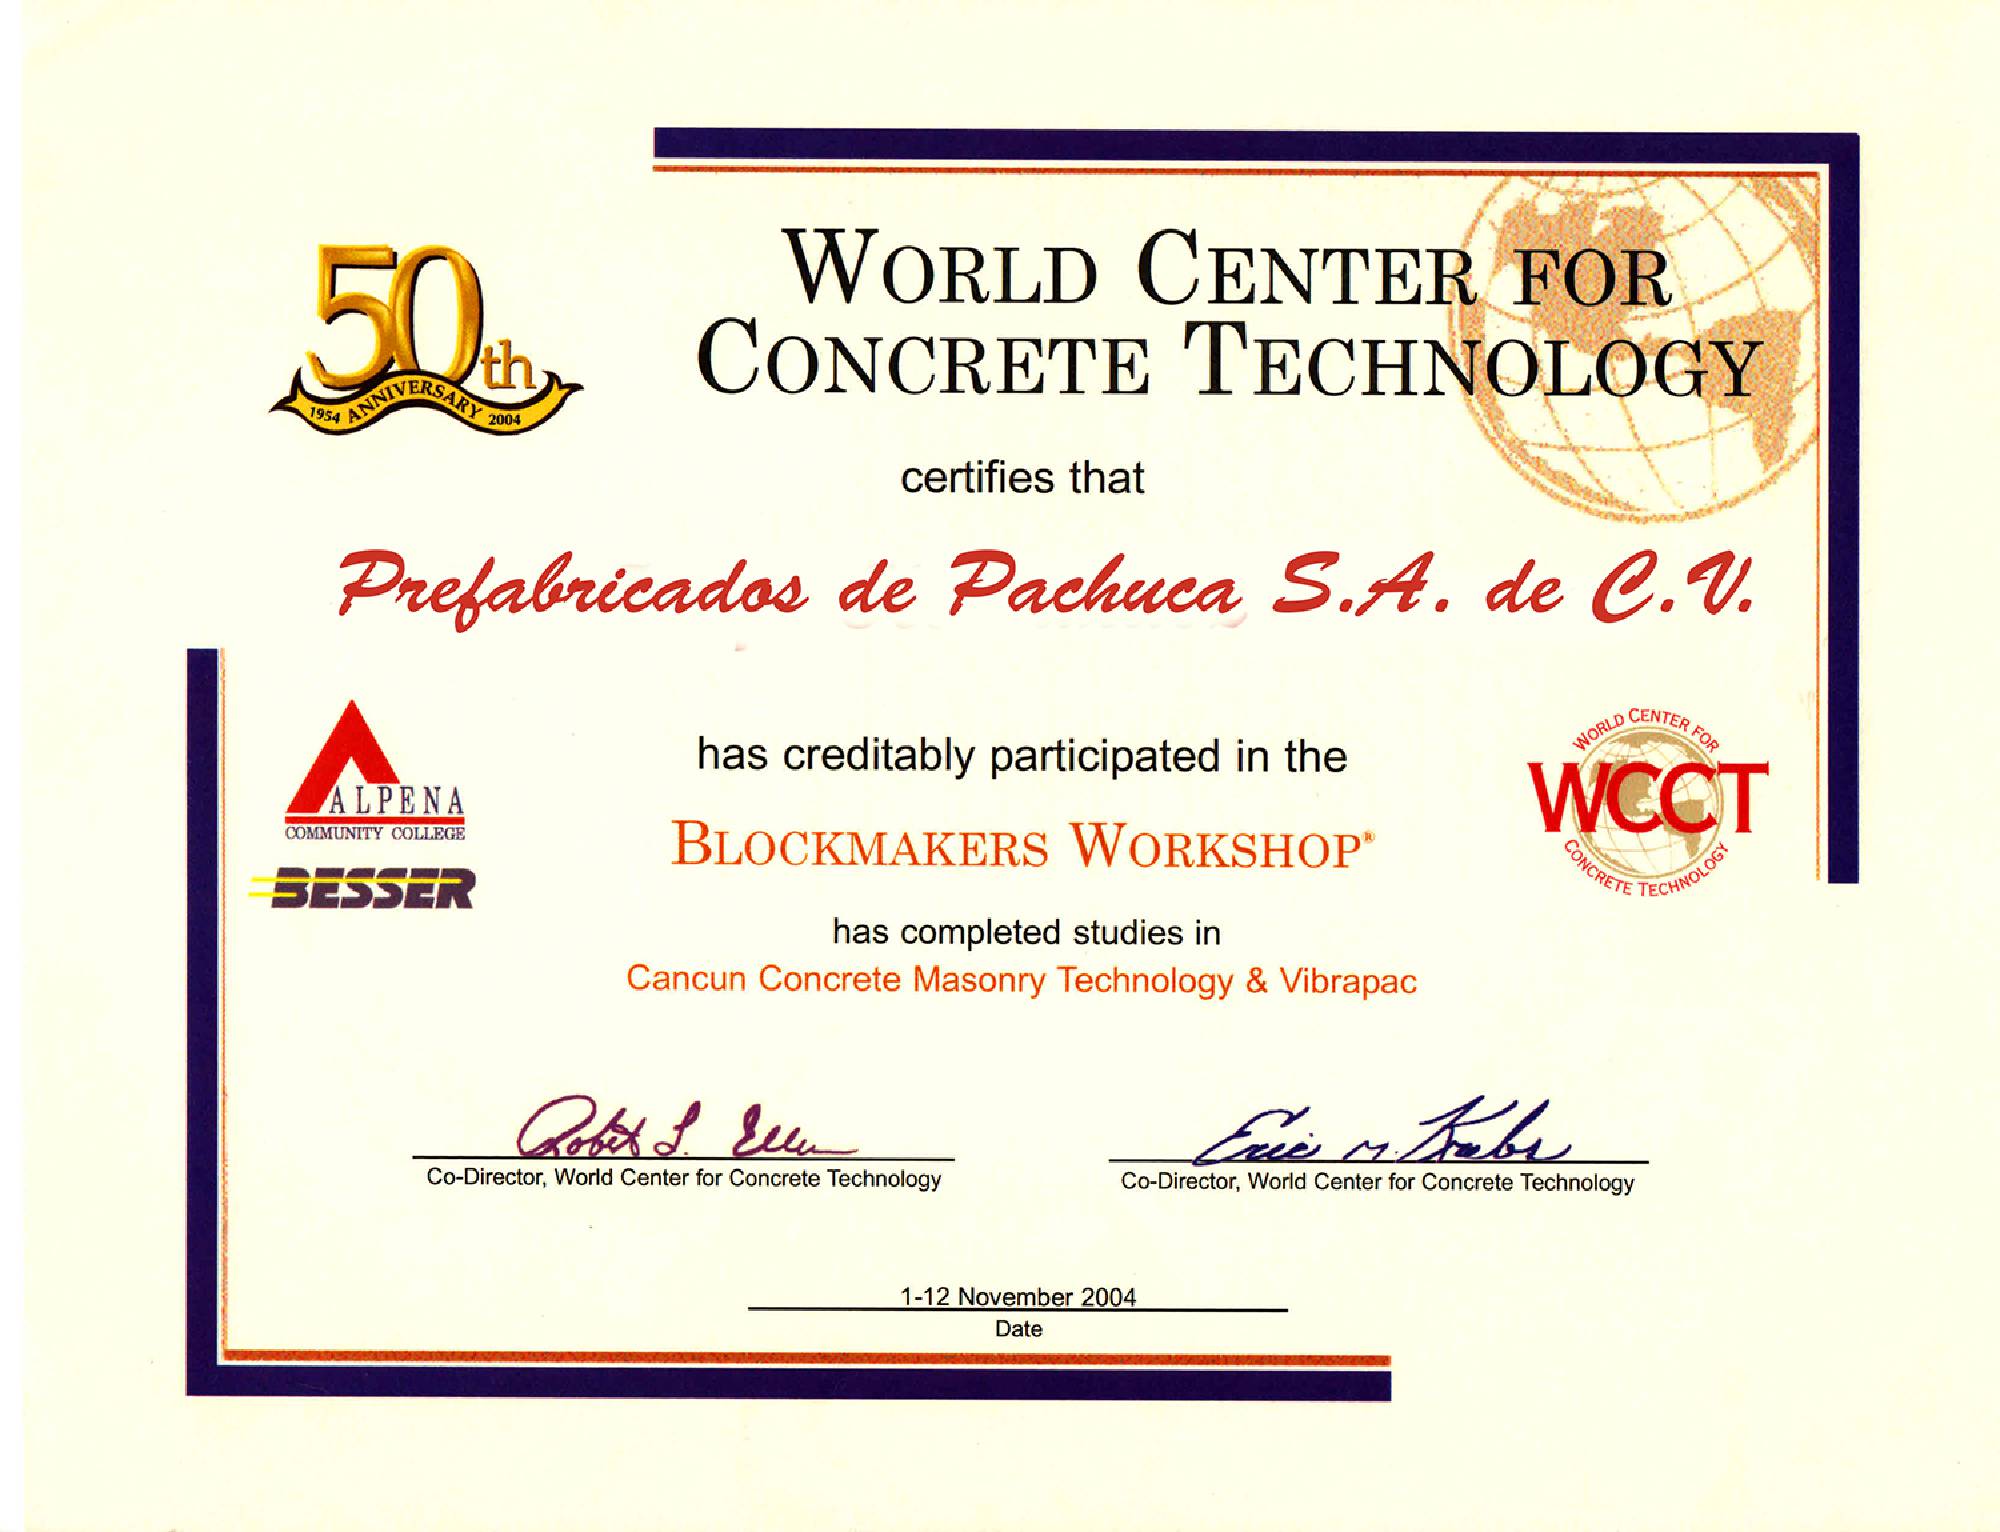 WORLD CENTER FOR
CONCRETE TECHNOLOGY
50th
1954 ANNIVERSARY 2004
certifies that
Prefabricados de Pachuca S.A. de C.V.
has creditably participated in the
BLOCKMAKERS WORKSHOP®
ALPENA
COMMUNITY COLLEGE
BESSER
WORLD CENTER FOR
WCCT
CONCRETE TECHNOLOGY
has completed studies in
Cancun Concrete Masonry Technology & Vibrapac
Robert L. Eller
Co-Director, World Center for Concrete Technology
Eric M. Krebs
Co-Director, World Center for Concrete Technology
1-12 November 2004
Date